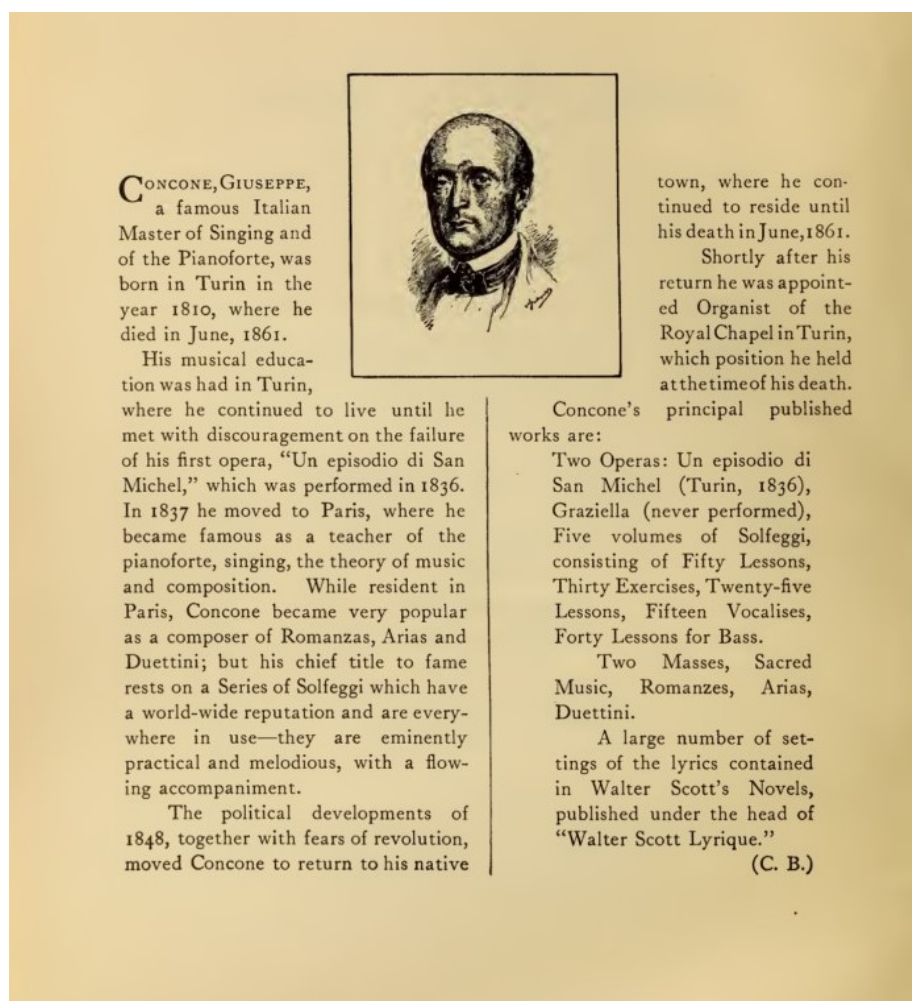 CONCONE, GIUSEPPE,
a famous Italian
Master of Singing and
of the Pianoforte, was
born in Turin in the
year 1810, where he
died in June, 1861.
His musical educa-
tion was had in Turin,
where he continued to live until he
met with discouragement on the failure
of his first opera, “Un episodio di San
Michel,” which was performed in 1836.
In 1837 he moved to Paris, where he
became famous as a teacher of the
pianoforte, singing, the theory of music
and composition. While resident in
Paris, Concone became very popular
as a composer of Romanzas, Arias and
Duettini; but his chief title to fame
rests on a Series of Solfeggi which have
a world-wide reputation and are every-
where in use—they are eminently
practical and melodious, with a flow-
ing accompaniment.
The political developments of
1848, together with fears of revolution,
moved Concone to return to his native
town, where he con-
tinued to reside until
his death in June, 1861.
Shortly after his
return he was appoint-
ed Organist of the
Royal Chapel in Turin,
which position he held
at the time of his death.
Concone’s principal published
works are:
Two Operas: Un episodio di
San Michel (Turin, 1836),
Graziella (never performed),
Five volumes of Solfeggi,
consisting of Fifty Lessons,
Thirty Exercises, Twenty-five
Lessons, Fifteen Vocalises,
Forty Lessons for Bass.
Two Masses, Sacred
Music, Romanzes, Arias,
Duettini.
A large number of set-
tings of the lyrics contained
in Walter Scott’s Novels,
published under the head of
“Walter Scott Lyrique.”
(C. B.)